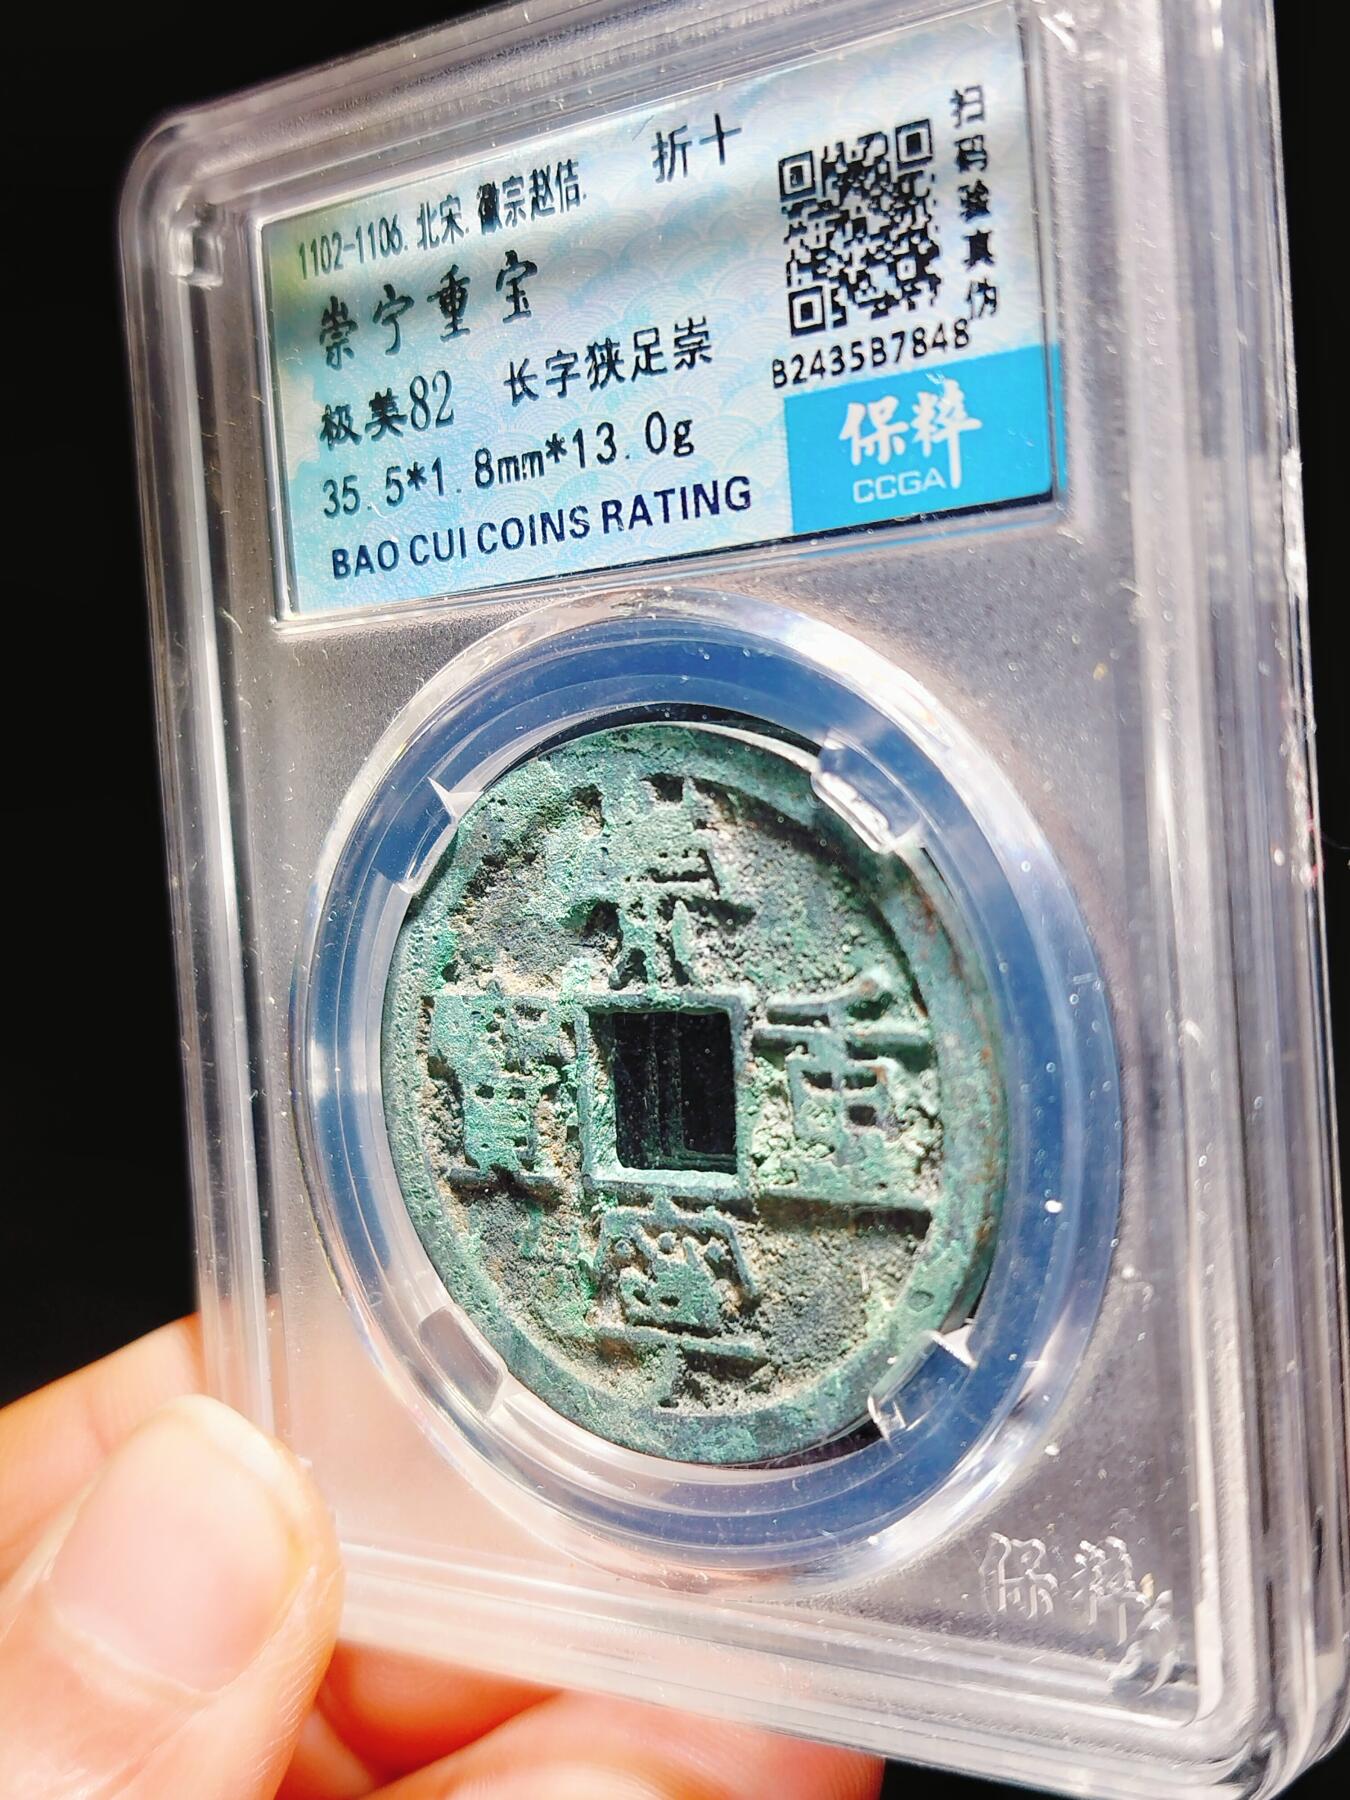 1102-1106. 北宋. 徽宗赵佶.
折十
崇宁重宝
极美82 长字狭足崇
35.5*1.8mm*13.0g
BAO CUI COINS RATING
扫码验真伪
B2435B7848
保粹
CCGA
崇
寶 重
寧
保粹